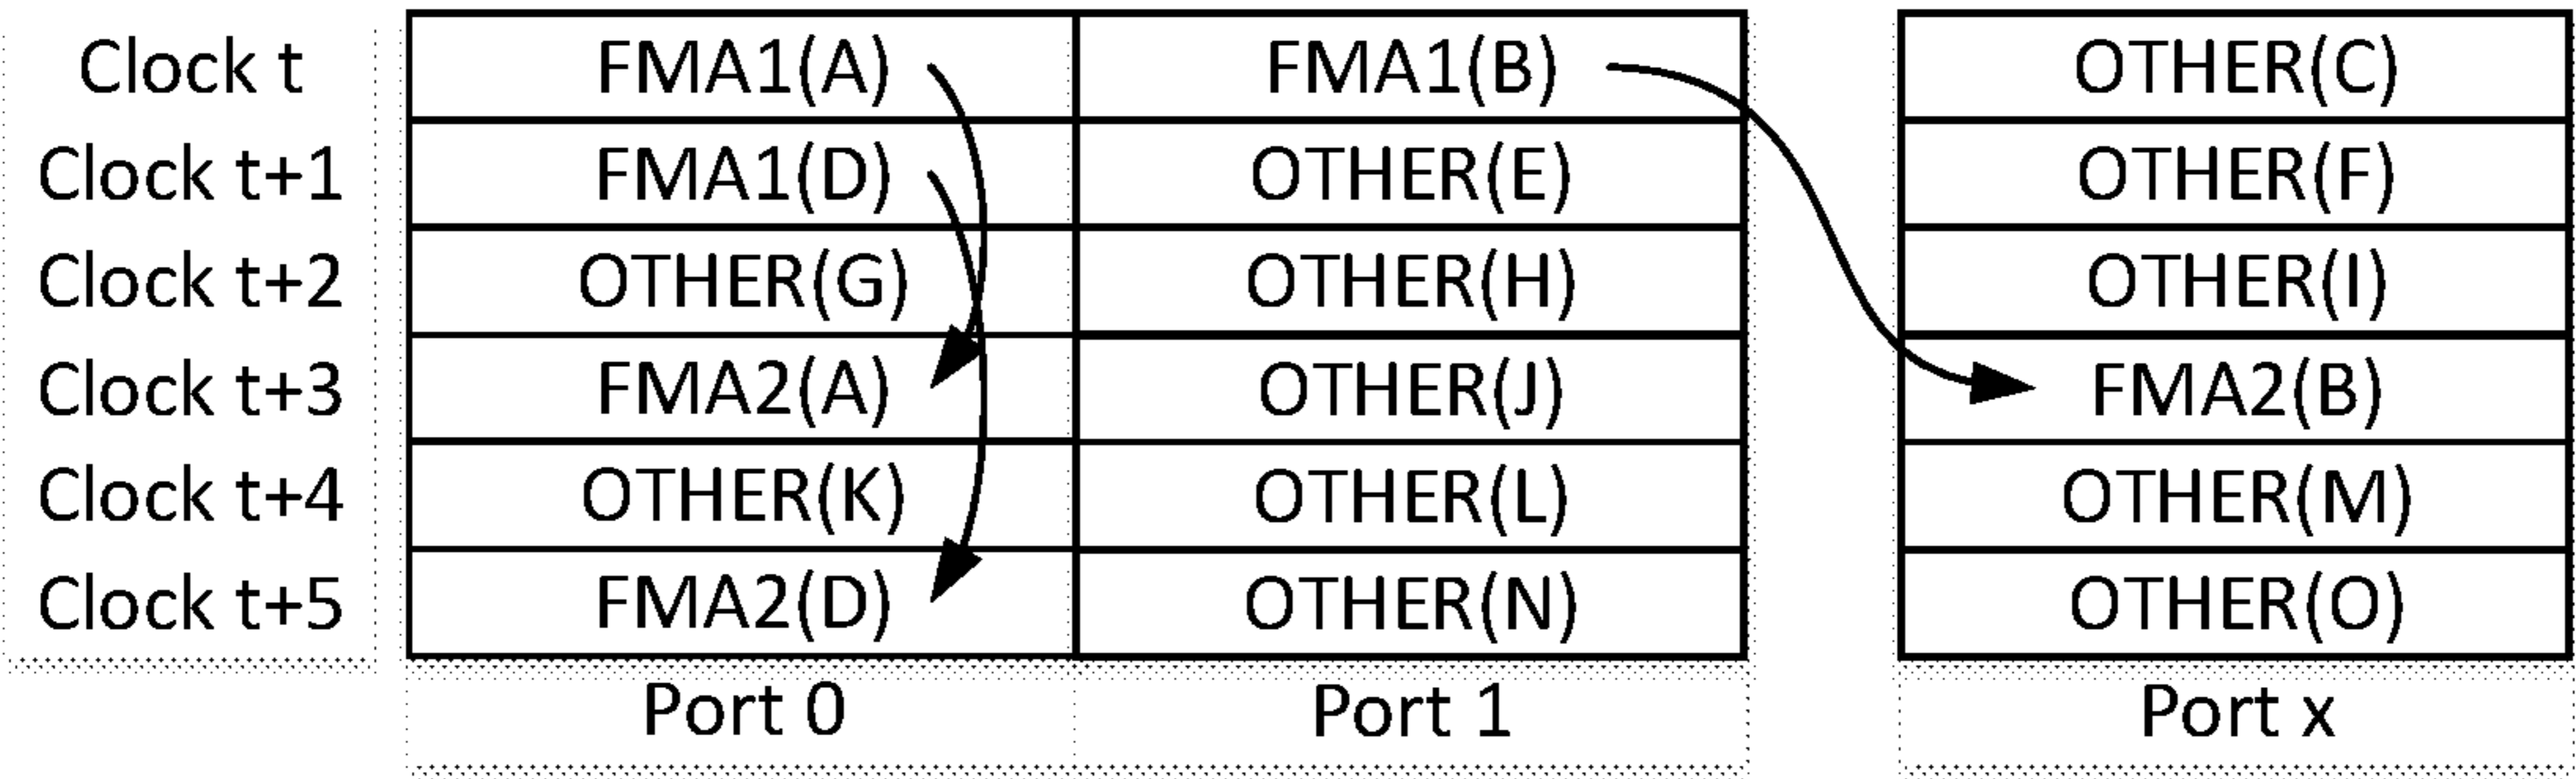 Clock t FMA1(A) FMA1(B) OTHER(C)
Clock t+1 FMA1(D) OTHER(E) OTHER(F)
Clock t+2 OTHER(G) OTHER(H) OTHER(I)
Clock t+3 FMA2(A) OTHER(J) FMA2(B)
Clock t+4 OTHER(K) OTHER(L) OTHER(M)
Clock t+5 FMA2(D) OTHER(N) OTHER(O)
Port 0 Port 1 Port x